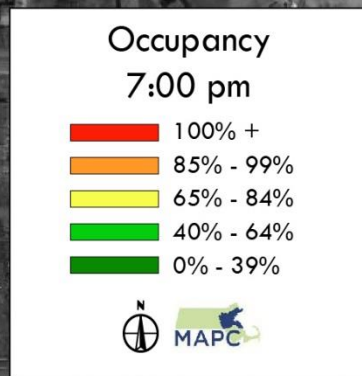 Occupancy
7:00 pm
100% +
85% - 99%
65% - 84%
40% - 64%
0% - 39%
N
MAPC